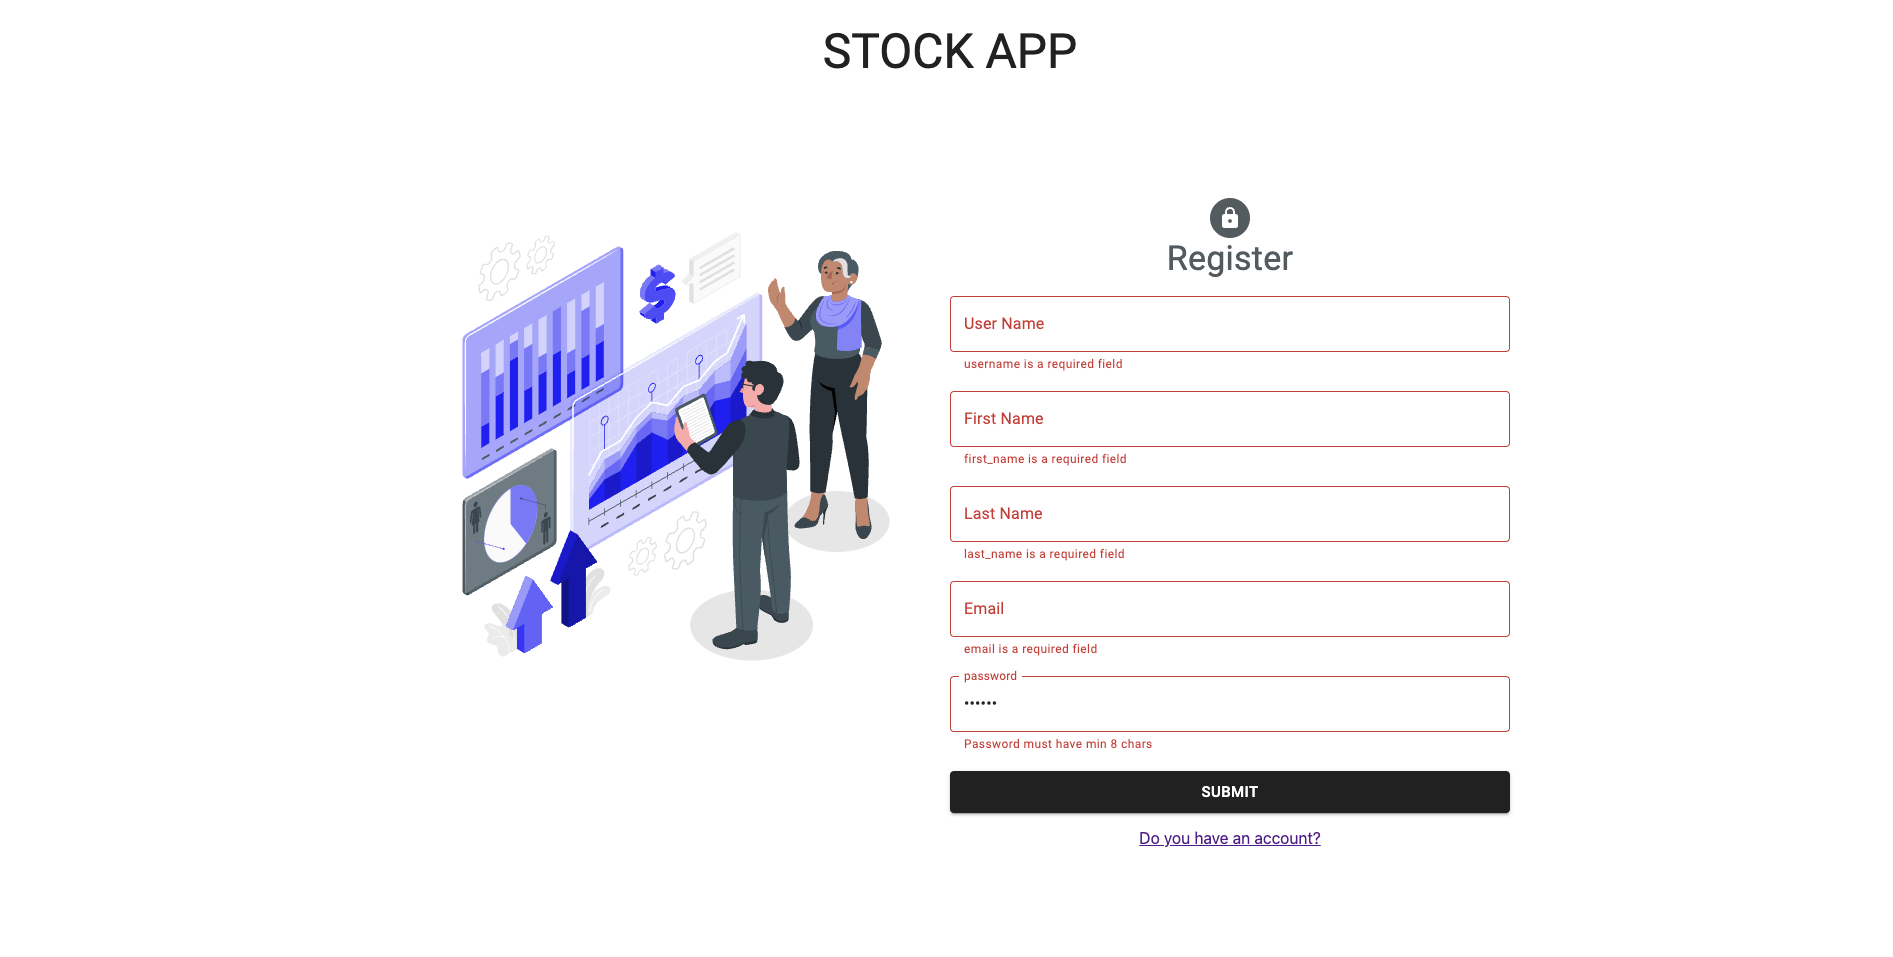 STOCK APP
Register
User Name
username is a required field
First Name
first_name is a required field
Last Name
last_name is a required field
Email
email is a required field
password
••••••
Password must have min 8 chars
SUBMIT
Do you have an account?